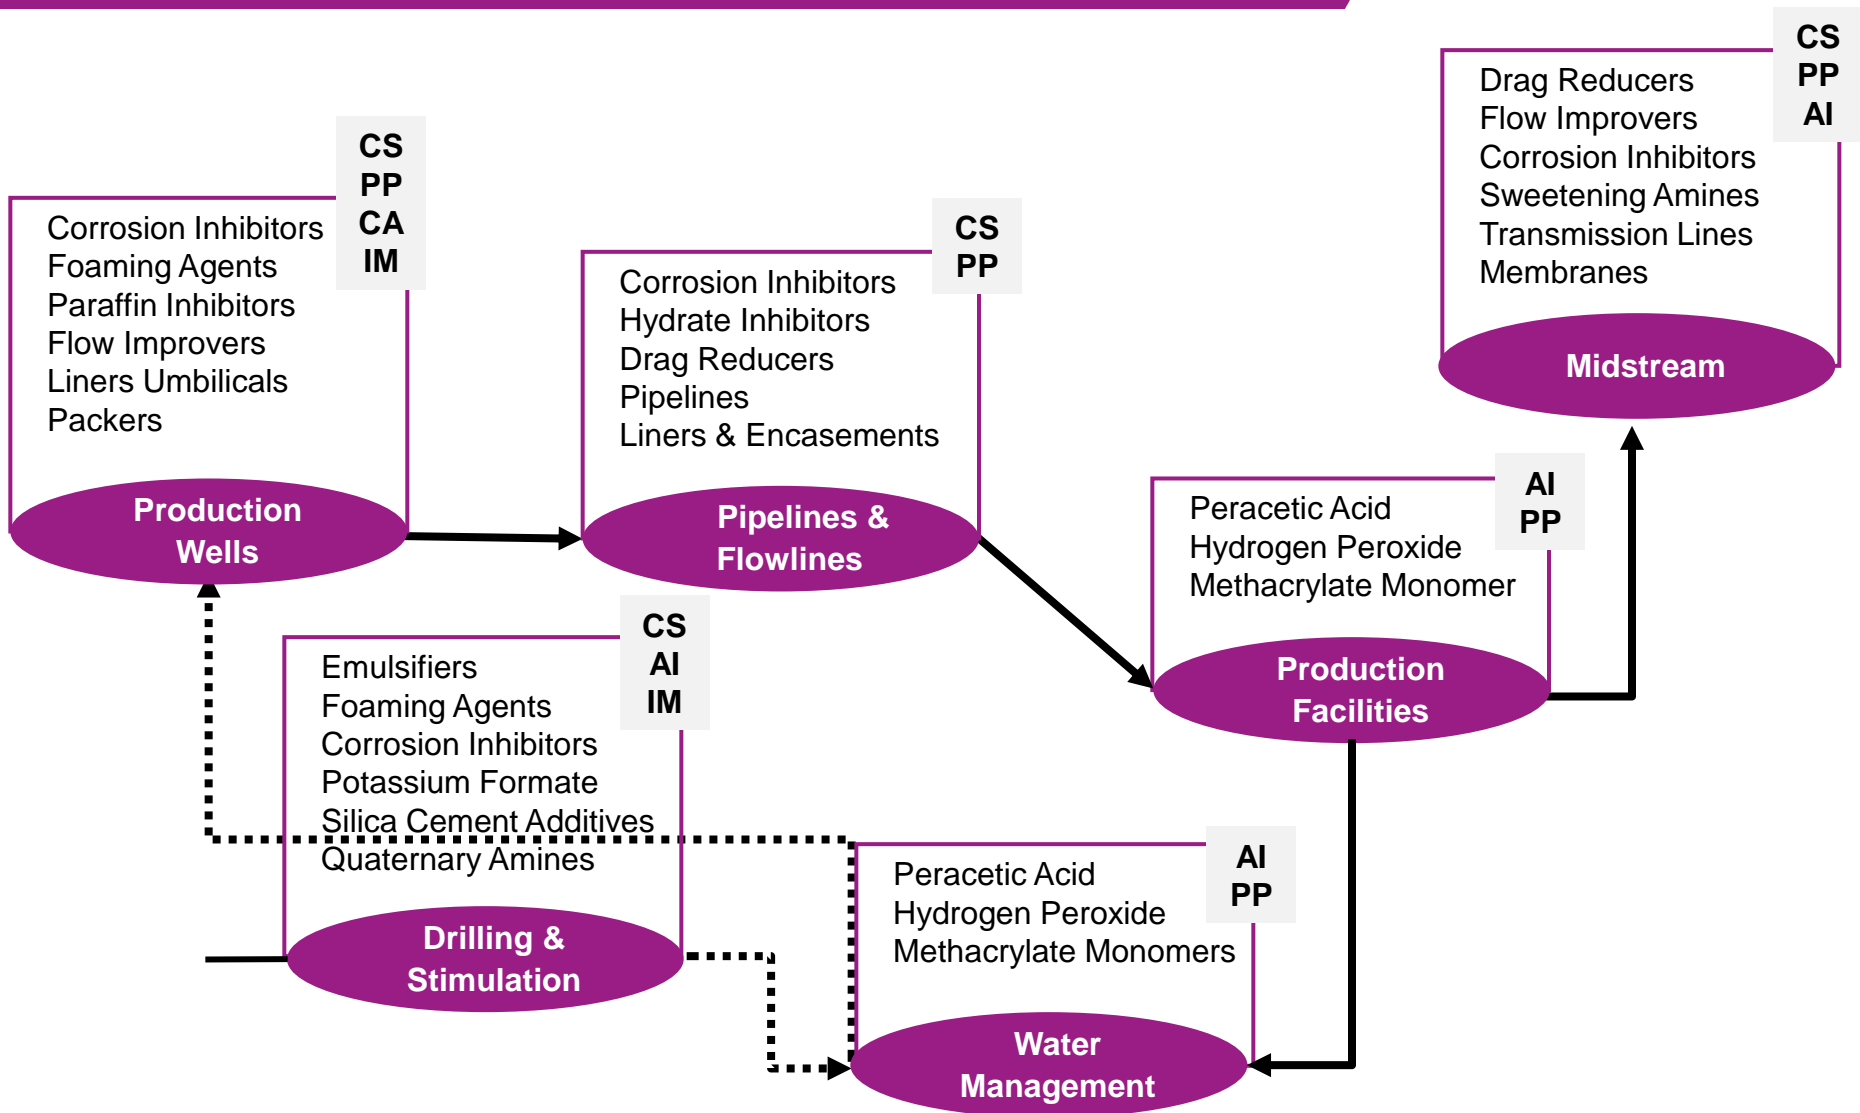 CS
PP
CA
IM
Corrosion Inhibitors
Foaming Agents
Paraffin Inhibitors
Flow Improvers
Liners Umbilicals
Packers
Production
Wells
CS
PP
Corrosion Inhibitors
Hydrate Inhibitors
Drag Reducers
Pipelines
Liners & Encasements
Pipelines &
Flowlines
CS
PP
AI
Drag Reducers
Flow Improvers
Corrosion Inhibitors
Sweetening Amines
Transmission Lines
Membranes
Midstream
AI
PP
Peracetic Acid
Hydrogen Peroxide
Methacrylate Monomer
Production
Facilities
CS
AI
IM
Emulsifiers
Foaming Agents
Corrosion Inhibitors
Potassium Formate
Silica Cement Additives
Quaternary Amines
Drilling &
Stimulation
AI
PP
Peracetic Acid
Hydrogen Peroxide
Methacrylate Monomers
Water
Management